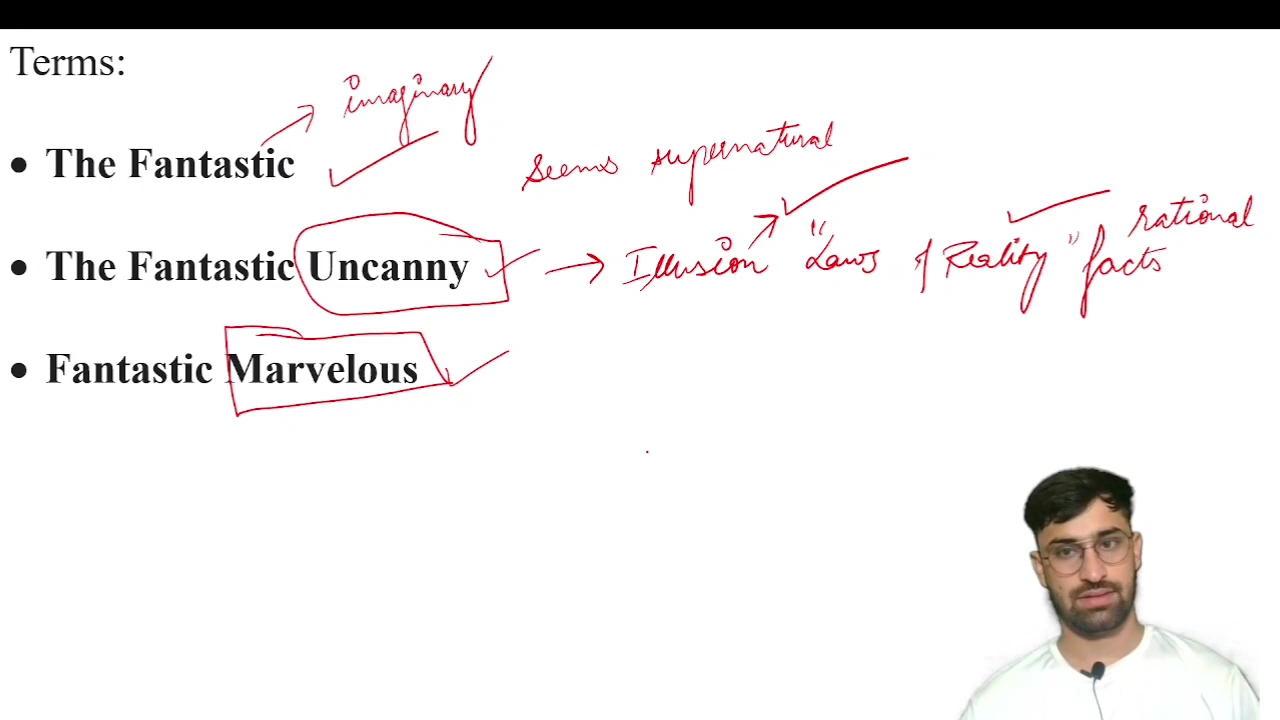 Terms:
imaginary
• The Fantastic
Seems supernatural
• The Fantastic Uncanny
Illusion "Laws of Reality" facts
rational
• Fantastic Marvelous